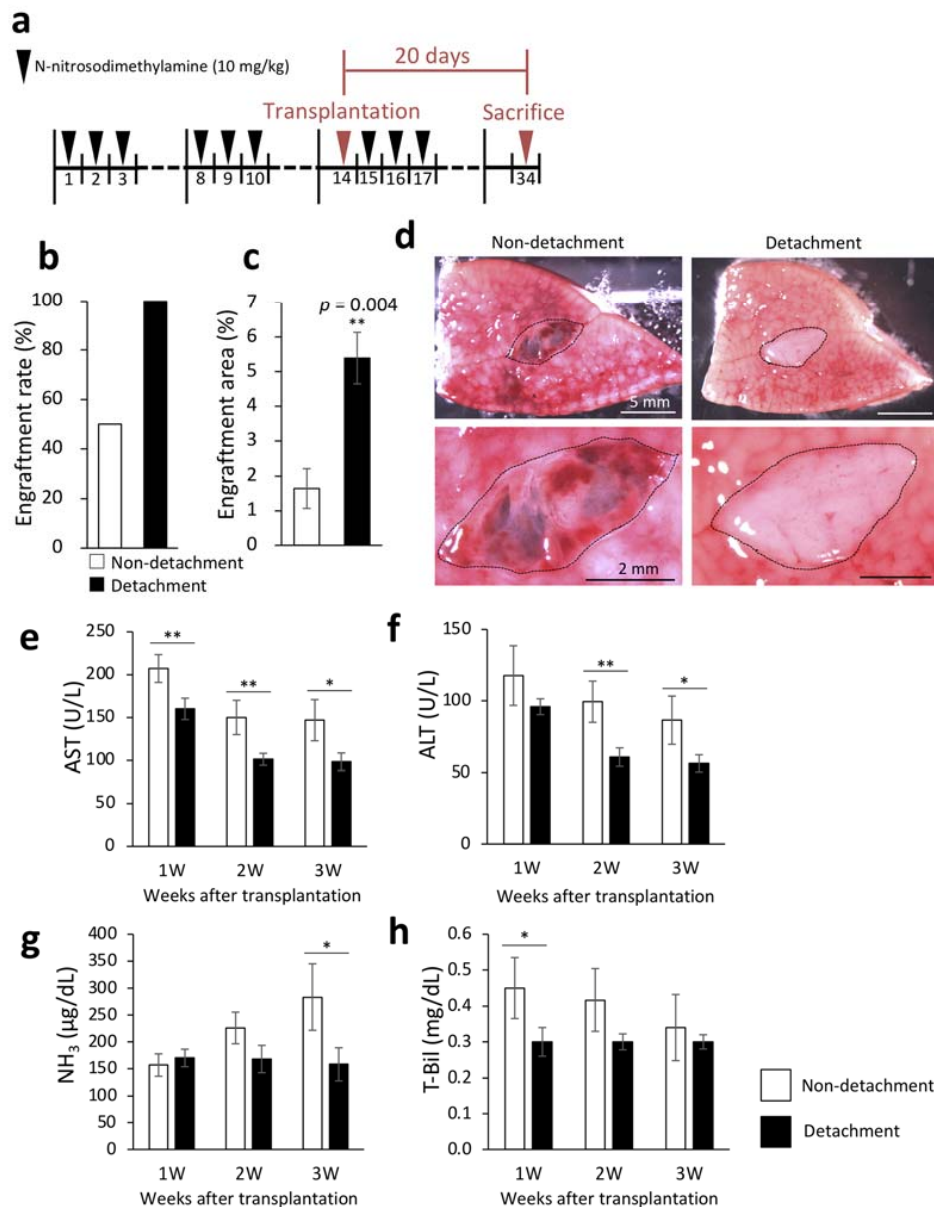 a
N-nitrosodimethylamine (10 mg/kg)
20 days
Transplantation
Sacrifice
1 2 3 8 9 10 14 15 16 17 34
b
Engraftment rate (%)
100
80
60
40
20
0
Non-detachment
Detachment
c
Engraftment area (%)
7
6
5
4
3
2
1
0
p = 0.004
**
d
Non-detachment
Detachment
5 mm
2 mm
e
AST (U/L)
250
200
150
100
50
0
** ** *
1W 2W 3W
Weeks after transplantation
f
ALT (U/L)
150
100
50
0
** *
1W 2W 3W
Weeks after transplantation
g
NH₃ (µg/dL)
400
350
300
250
200
150
100
50
0
*
1W 2W 3W
Weeks after transplantation
h
T-Bil (mg/dL)
0.6
0.5
0.4
0.3
0.2
0.1
0.0
*
1W 2W 3W
Weeks after transplantation
Non-detachment
Detachment